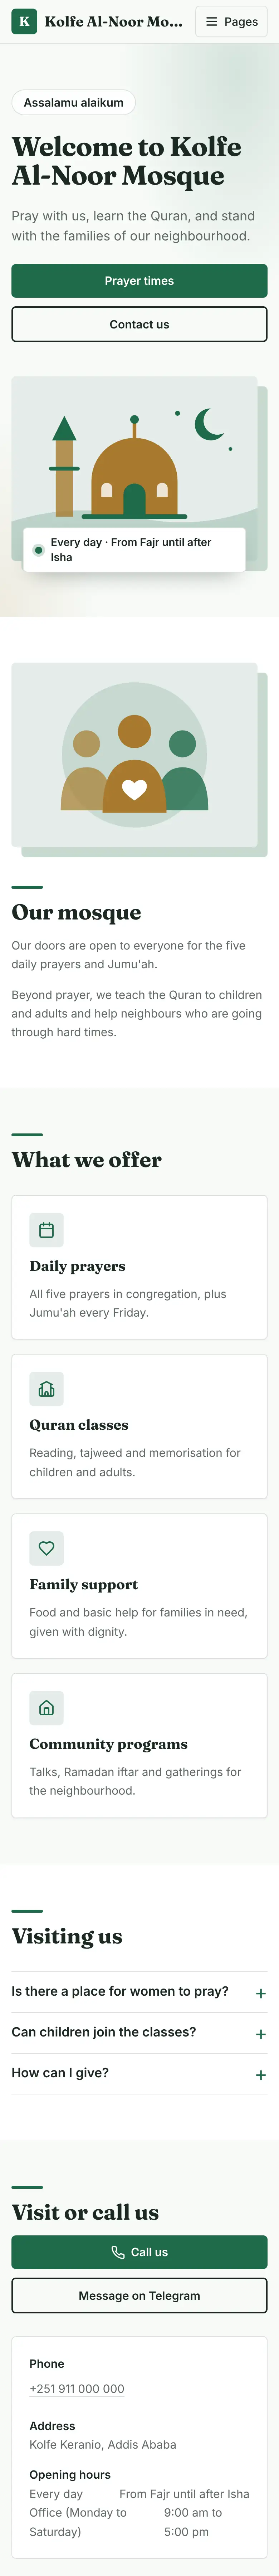 K
Kolfe Al-Noor Mo...
Pages
Assalamu alaikum
Welcome to Kolfe
Al-Noor Mosque
Pray with us, learn the Quran, and stand
with the families of our neighbourhood.
Prayer times
Contact us
Every day · From Fajr until after
Isha
Our mosque
Our doors are open to everyone for the five
daily prayers and Jumu'ah.
Beyond prayer, we teach the Quran to children
and adults and help neighbours who are going
through hard times.
What we offer
Daily prayers
All five prayers in congregation, plus
Jumu'ah every Friday.
Quran classes
Reading, tajweed and memorisation for
children and adults.
Family support
Food and basic help for families in need,
given with dignity.
Community programs
Talks, Ramadan iftar and gatherings for
the neighbourhood.
Visiting us
Is there a place for women to pray?
Can children join the classes?
How can I give?
Visit or call us
Call us
Message on Telegram
Phone
+251 911 000 000
Address
Kolfe Keranio, Addis Ababa
Opening hours
Every day From Fajr until after Isha
Office (Monday to 9:00 am to
Saturday) 5:00 pm